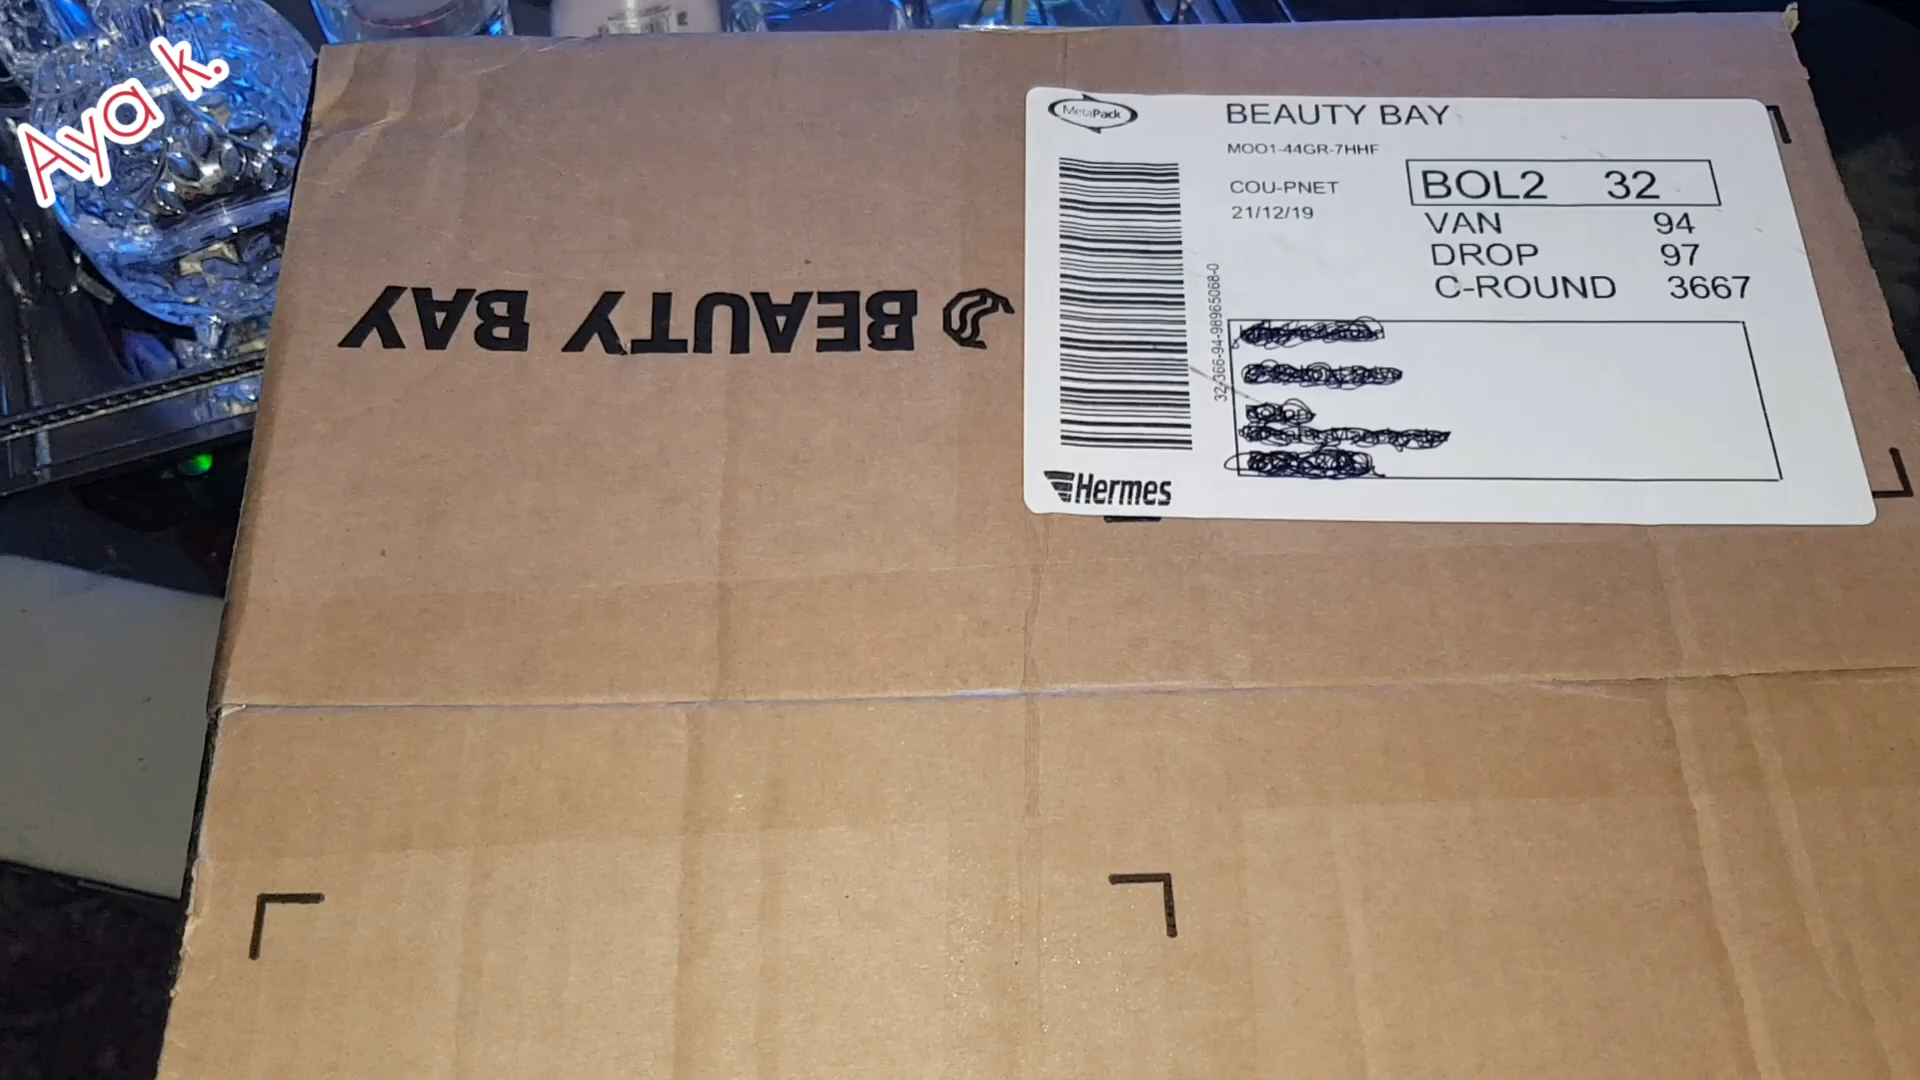 Aya k.
MetaPack
BEAUTY BAY
MOO1-44GR-7HHF
COU-PNET
21/12/19
BOL2 32
VAN 94
DROP 97
C-ROUND 3667
32-366-94-98965068-0
Hermes
BEAUTY BAY